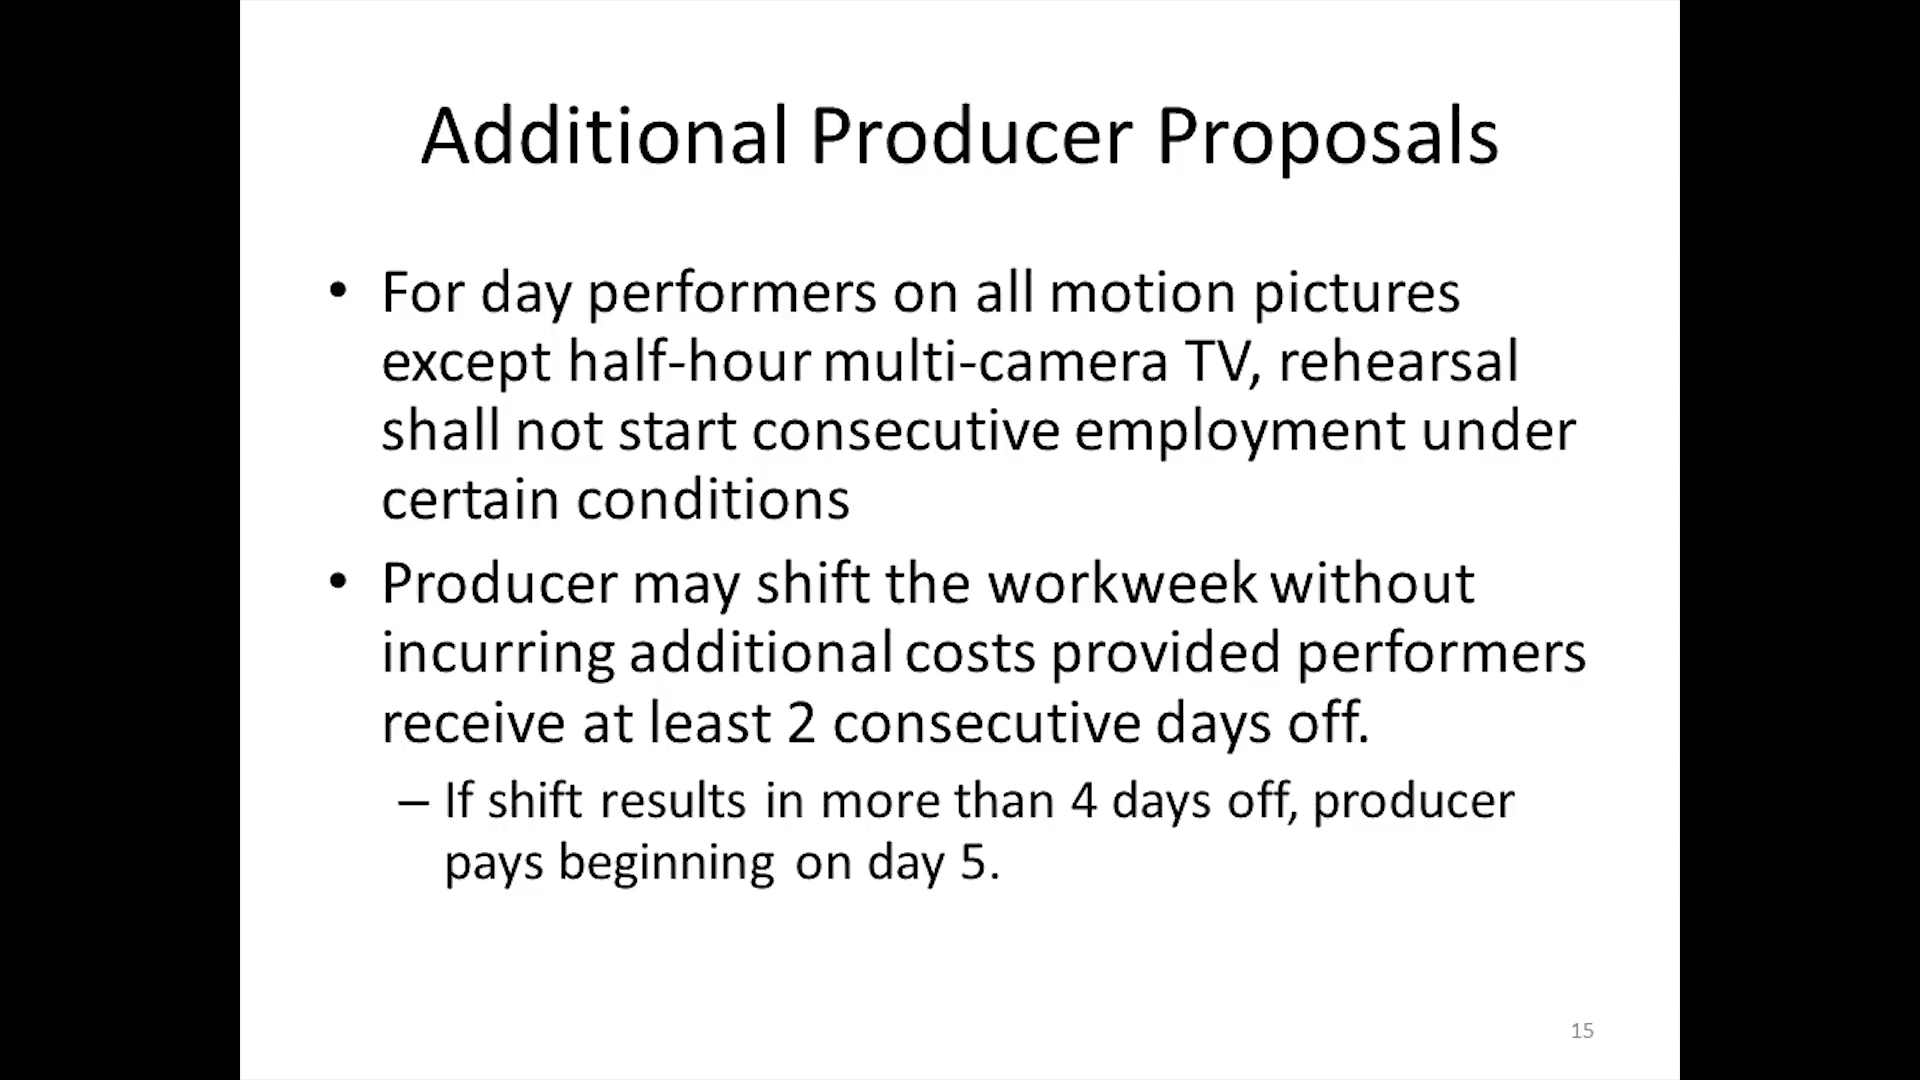 Additional Producer Proposals
• For day performers on all motion pictures
except half-hour multi-camera TV, rehearsal
shall not start consecutive employment under
certain conditions
• Producer may shift the workweek without
incurring additional costs provided performers
receive at least 2 consecutive days off.
– If shift results in more than 4 days off, producer
pays beginning on day 5.
15